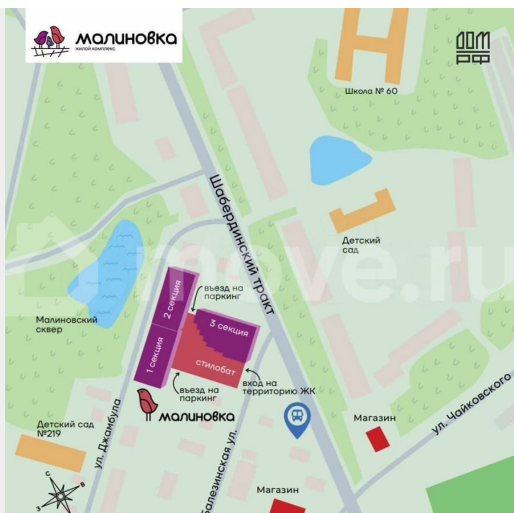 малиновка
жилой комплекс
ДОМ
РФ
Школа № 60
Шабердинский тракт
Детский
сад
move.ru
въезд на
паркинг
2 секция
3 секция
Малиновский
сквер
1 секция
стилобат
вход на
территорию ЖК
въезд на
паркинг
малиновка
ул. Джамбула
Балезинская ул.
Магазин
ул. Чайковского
Детский сад
№219
Магазин
С
В
З